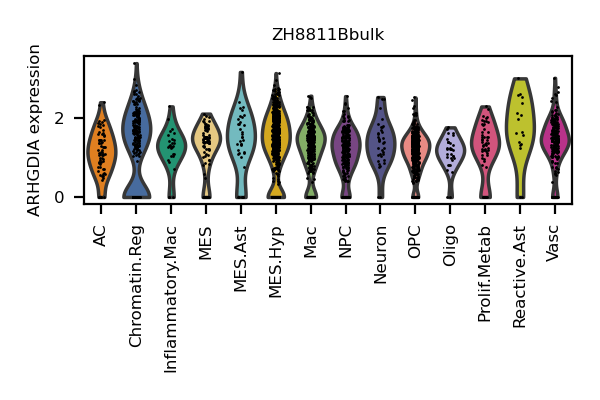 ZH8811Bbulk
ARHGDIA expression
2
0
AC
Chromatin.Reg
Inflammatory.Mac
MES
MES.Ast
MES.Hyp
Mac
NPC
Neuron
OPC
Oligo
Prolif.Metab
Reactive.Ast
Vasc